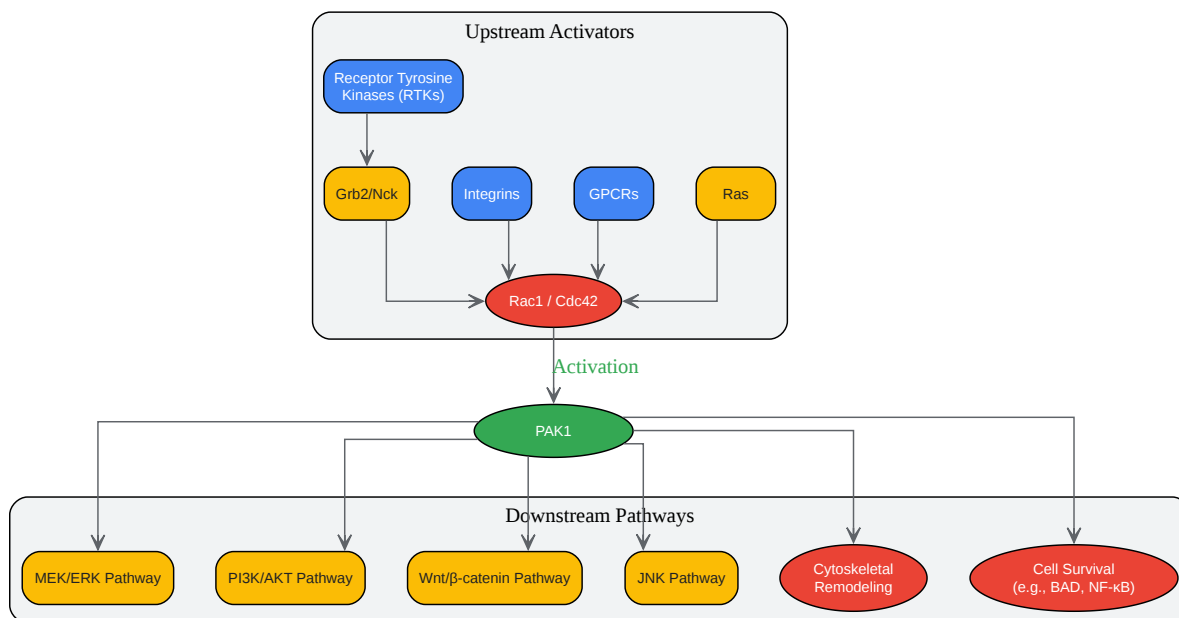 Upstream Activators
Receptor Tyrosine
Kinases (RTKs)
Grb2/Nck
Integrins
GPCRs
Ras
Rac1 / Cdc42
Activation
PAK1
Downstream Pathways
MEK/ERK Pathway
PI3K/AKT Pathway
Wnt/β-catenin Pathway
JNK Pathway
Cytoskeletal
Remodeling
Cell Survival
(e.g., BAD, NF-κB)